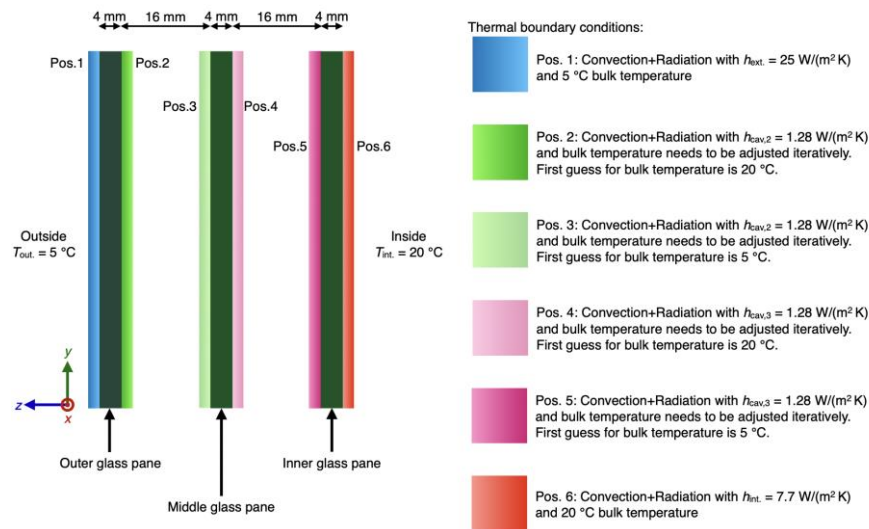 4 mm 16 mm 4 mm 16 mm 4 mm
Pos.1
Pos.2
Pos.3
Pos.4
Pos.5
Pos.6
Outside
Tout. = 5 °C
Inside
Tint. = 20 °C
y
z
x
Outer glass pane
Middle glass pane
Inner glass pane
Thermal boundary conditions:
Pos. 1: Convection+Radiation with hext. = 25 W/(m² K)
and 5 °C bulk temperature
Pos. 2: Convection+Radiation with hcav,2 = 1.28 W/(m² K)
and bulk temperature needs to be adjusted iteratively.
First guess for bulk temperature is 20 °C.
Pos. 3: Convection+Radiation with hcav,2 = 1.28 W/(m² K)
and bulk temperature needs to be adjusted iteratively.
First guess for bulk temperature is 5 °C.
Pos. 4: Convection+Radiation with hcav,3 = 1.28 W/(m² K)
and bulk temperature needs to be adjusted iteratively.
First guess for bulk temperature is 20 °C.
Pos. 5: Convection+Radiation with hcav,3 = 1.28 W/(m² K)
and bulk temperature needs to be adjusted iteratively.
First guess for bulk temperature is 5 °C.
Pos. 6: Convection+Radiation with hint. = 7.7 W/(m² K)
and 20 °C bulk temperature